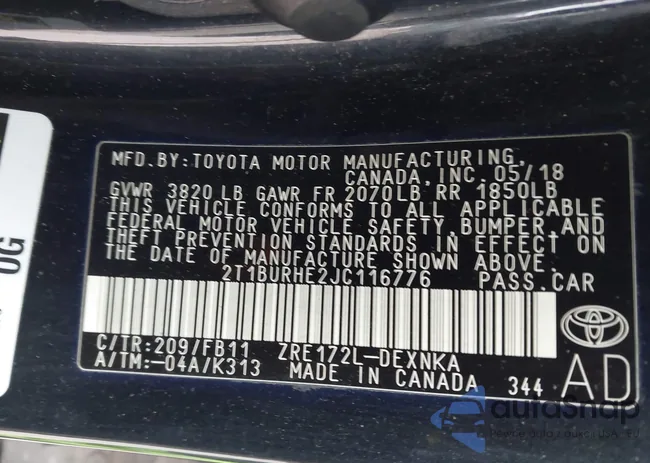 MFD. BY: TOYOTA MOTOR MANUFACTURING,
CANADA, INC. 05/18
GVWR 3820 LB GAWR FR 2070LB RR 1850LB
THIS VEHICLE CONFORMS TO ALL APPLICABLE
FEDERAL MOTOR VEHICLE SAFETY, BUMPER, AND
THEFT PREVENTION STANDARDS IN EFFECT ON
THE DATE OF MANUFACTURE SHOWN ABOVE.
2T1BURHE2JC116776 PASS. CAR
C/TR: 209/FB11 ZRE172L-DEXNKA
A/TM: -04A/K313 MADE IN CANADA 344 AD
OG
autoshop